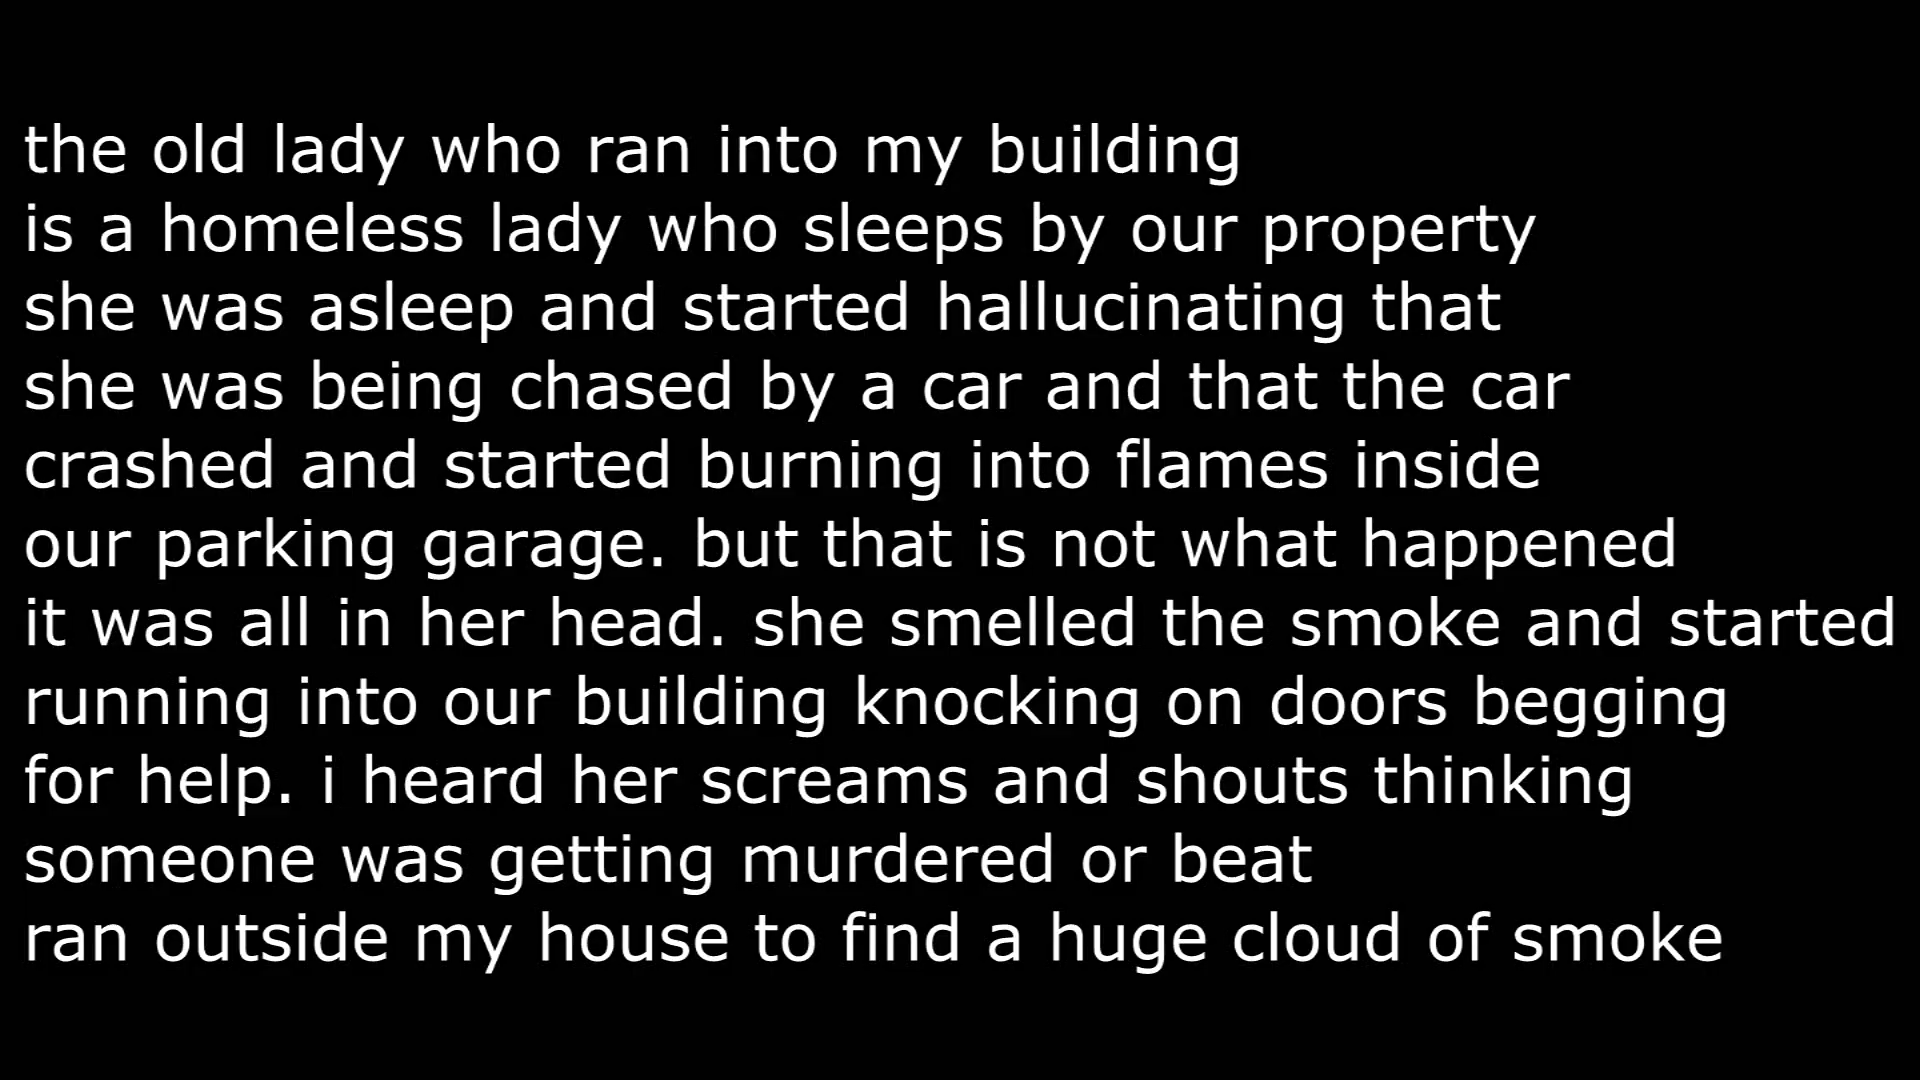 the old lady who ran into my building
is a homeless lady who sleeps by our property
she was asleep and started hallucinating that
she was being chased by a car and that the car
crashed and started burning into flames inside
our parking garage. but that is not what happened
it was all in her head. she smelled the smoke and started
running into our building knocking on doors begging
for help. i heard her screams and shouts thinking
someone was getting murdered or beat
ran outside my house to find a huge cloud of smoke